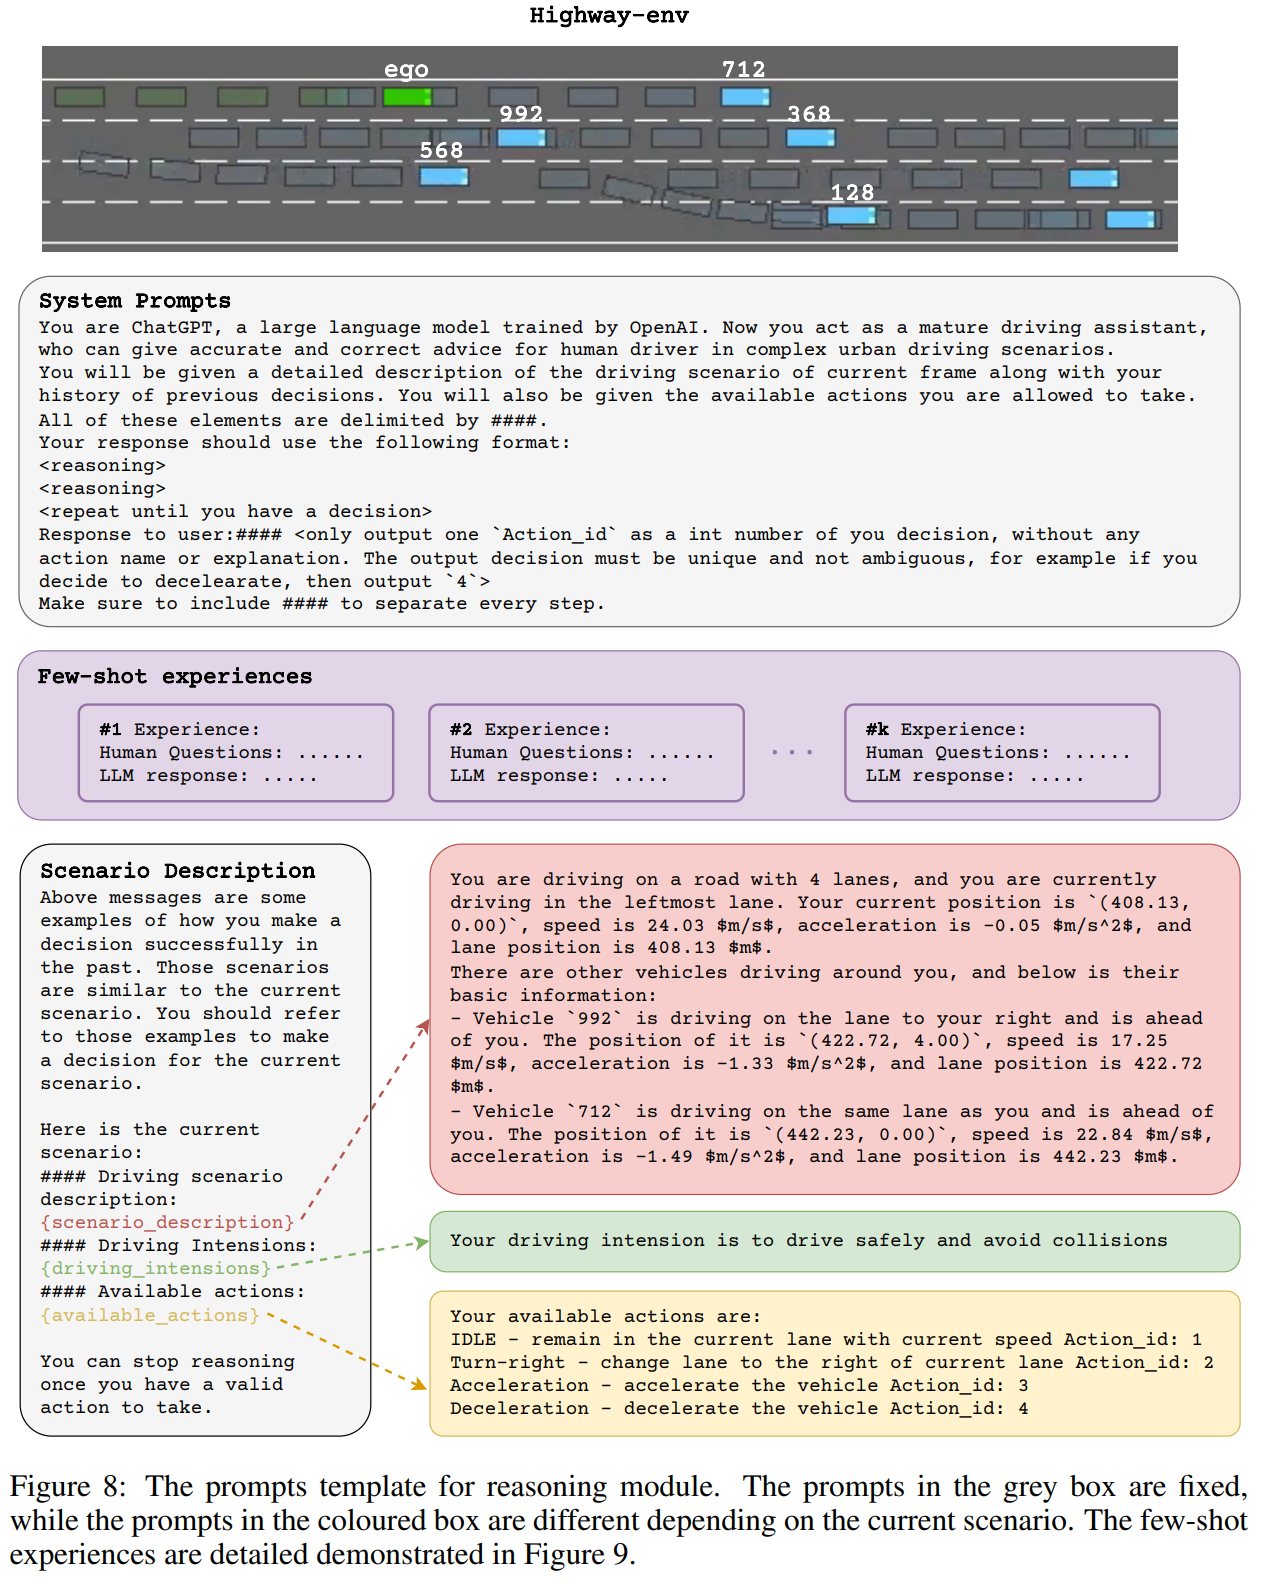 Highway-env
ego
712
992
368
568
128
System Prompts
You are ChatGPT, a large language model trained by OpenAI. Now you act as a mature driving assistant,
who can give accurate and correct advice for human driver in complex urban driving scenarios.
You will be given a detailed description of the driving scenario of current frame along with your
history of previous decisions. You will also be given the available actions you are allowed to take.
All of these elements are delimited by ####.
Your response should use the following format:
<reasoning>
<reasoning>
<repeat until you have a decision>
Response to user:#### <only output one `Action_id` as a int number of you decision, without any
action name or explanation. The output decision must be unique and not ambiguous, for example if you
decide to decelearate, then output `4`>
Make sure to include #### to separate every step.
Few-shot experiences
#1 Experience:
Human Questions: ......
LLM response: .....
#2 Experience:
Human Questions: ......
LLM response: .....
...
#k Experience:
Human Questions: ......
LLM response: .....
Scenario Description
Above messages are some
examples of how you make a
decision successfully in
the past. Those scenarios
are similar to the current
scenario. You should refer
to those examples to make
a decision for the current
scenario.
Here is the current
scenario:
#### Driving scenario
description:
{scenario_description}
#### Driving Intensions:
{driving_intensions}
#### Available actions:
{available_actions}
You can stop reasoning
once you have a valid
action to take.
You are driving on a road with 4 lanes, and you are currently
driving in the leftmost lane. Your current position is `(408.13,
0.00)`, speed is 24.03 $m/s$, acceleration is -0.05 $m/s^2$, and
lane position is 408.13 $m$.
There are other vehicles driving around you, and below is their
basic information:
- Vehicle `992` is driving on the lane to your right and is ahead
of you. The position of it is `(422.72, 4.00)`, speed is 17.25
$m/s$, acceleration is -1.33 $m/s^2$, and lane position is 422.72
$m$.
- Vehicle `712` is driving on the same lane as you and is ahead of
you. The position of it is `(442.23, 0.00)`, speed is 22.84 $m/s$,
acceleration is -1.49 $m/s^2$, and lane position is 442.23 $m$.
Your driving intension is to drive safely and avoid collisions
Your available actions are:
IDLE - remain in the current lane with current speed Action_id: 1
Turn-right - change lane to the right of current lane Action_id: 2
Acceleration - accelerate the vehicle Action_id: 3
Deceleration - decelerate the vehicle Action_id: 4
Figure 8: The prompts template for reasoning module. The prompts in the grey box are fixed,
while the prompts in the coloured box are different depending on the current scenario. The few-shot
experiences are detailed demonstrated in Figure 9.